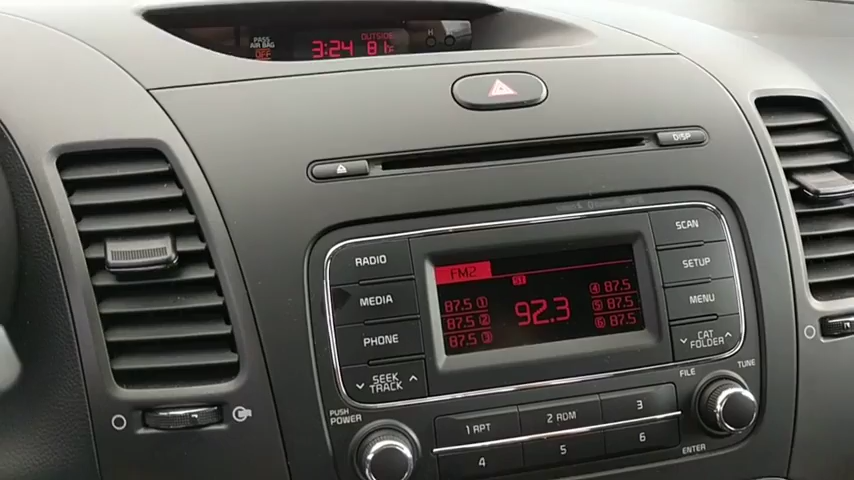 PASS
AIR BAG
OFF
OUTSIDE
3:24 81°F
H
DISP
RADIO
MEDIA
PHONE
SEEK
TRACK
FM2
ST
87.5 1
87.5 2
87.5 3
92.3
4 87.5
5 87.5
6 87.5
SCAN
SETUP
MENU
CAT
FOLDER
PUSH
POWER
1 RPT
2 RDM
3
4
5
6
FILE
TUNE
ENTER